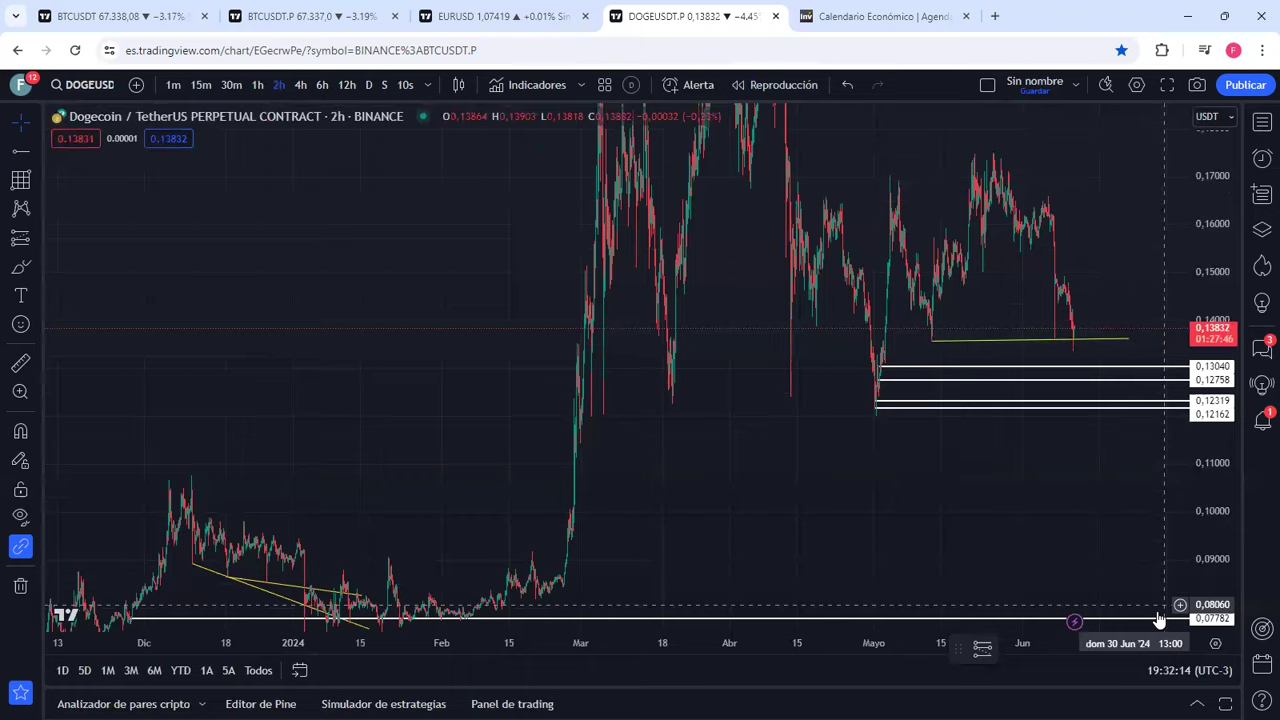 BTCUSDT 67.338,08 ▼ −3.17%
BTCUSDT.P 67.337,0 ▼ −3.19%
EURUSD 1,07419 ▲ +0.01% Sin
DOGEUSDT.P 0,13832 ▼ −4.45%
Calendario Económico | Agenda
es.tradingview.com/chart/EGecrwPe/?symbol=BINANCE%3ABTCUSDT.P
F
F 12 DOGEUSD 1m 15m 30m 1h 2h 4h 6h 12h D S 10s Indicadores D Alerta Reproducción Sin nombre Guardar Publicar
Dogecoin / TetherUS PERPETUAL CONTRACT · 2h · BINANCE O0,13864 H0,13903 L0,13818 C0,13832 −0,00032 (−0,23%) USDT
0,13831 0.00001 0,13832
0,17000
0,16000
0,15000
0,14000
0,13832
01:27:46
0,13040
0,12758
0,12319
0,12162
0,11000
0,10000
0,09000
0,08060
0,07782
3
1
13 Dic 18 2024 15 Feb 15 Mar 18 Abr 15 Mayo 15 Jun dom 30 Jun '24 13:00
1D 5D 1M 3M 6M YTD 1A 5A Todos 19:32:14 (UTC-3)
Analizador de pares cripto Editor de Pine Simulador de estrategias Panel de trading